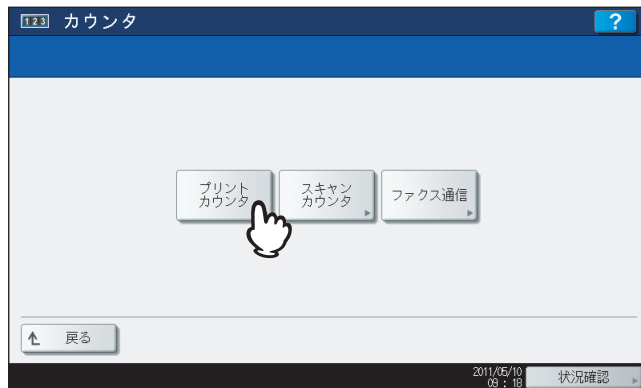 123 カウンタ
?
プリント
カウンタ
スキャン
カウンタ
ファクス通信
戻る
2011/05/10
09 : 18
状況確認